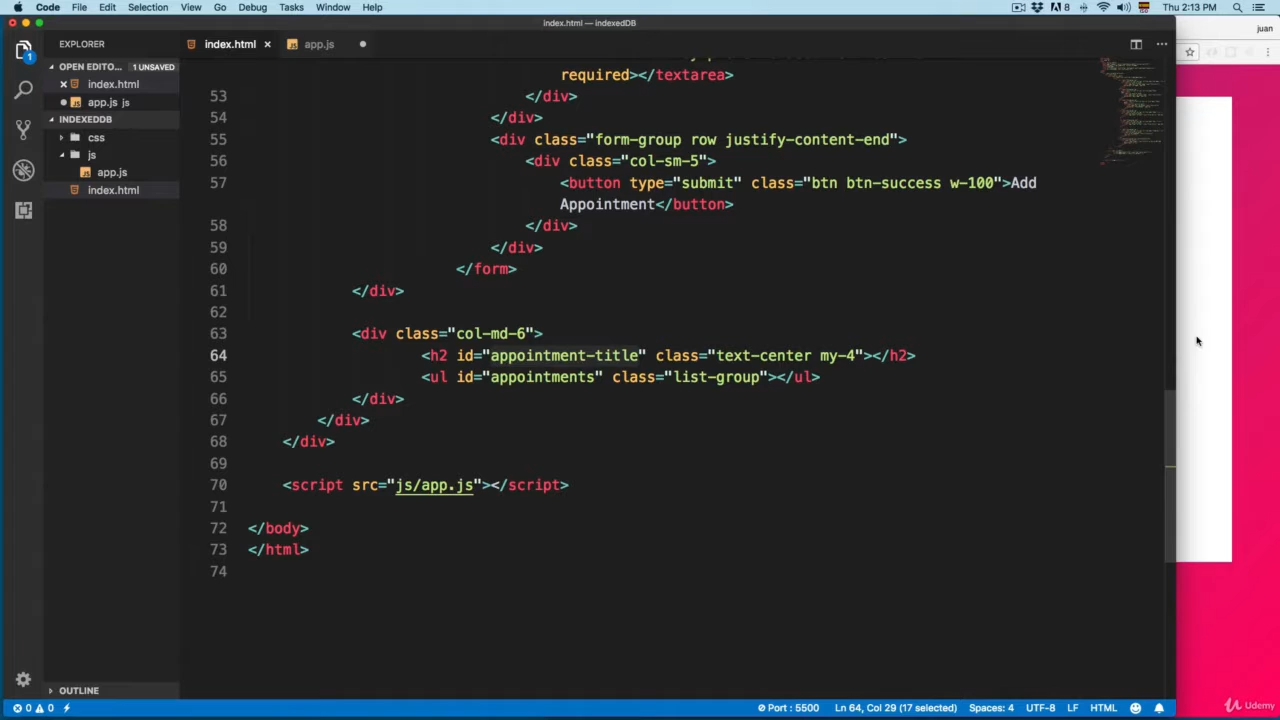 Code File Edit Selection View Go Debug Tasks Window Help
8 Thu 2:13 PM
index.html — indexedDB
juan
EXPLORER
index.html
app.js
OPEN EDITO... 1 UNSAVED
index.html
app.js js
INDEXEDDB
css
js
app.js
index.html
OUTLINE
1
required></textarea>
53 </div>
54 </div>
55 <div class="form-group row justify-content-end">
56 <div class="col-sm-5">
57 <button type="submit" class="btn btn-success w-100">Add
Appointment</button>
58 </div>
59 </div>
60 </form>
61 </div>
62
63 <div class="col-md-6">
64 <h2 id="appointment-title" class="text-center my-4"></h2>
65 <ul id="appointments" class="list-group"></ul>
66 </div>
67 </div>
68 </div>
69
70 <script src="js/app.js"></script>
71
72 </body>
73 </html>
74
0 0 Port : 5500 Ln 64, Col 29 (17 selected) Spaces: 4 UTF-8 LF HTML
Udemy